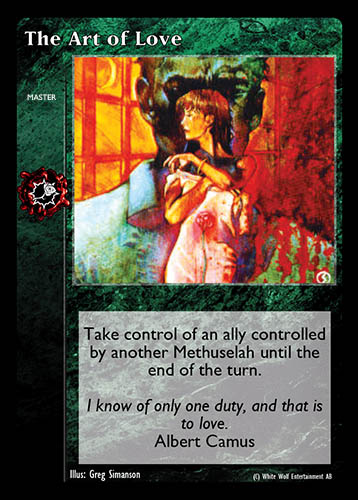 The Art of Love
MASTER
Take control of an ally controlled
by another Methuselah until the
end of the turn.
I know of only one duty, and that is
to love.
Albert Camus
Illus: Greg Simanson
(C) White Wolf Entertainment AB